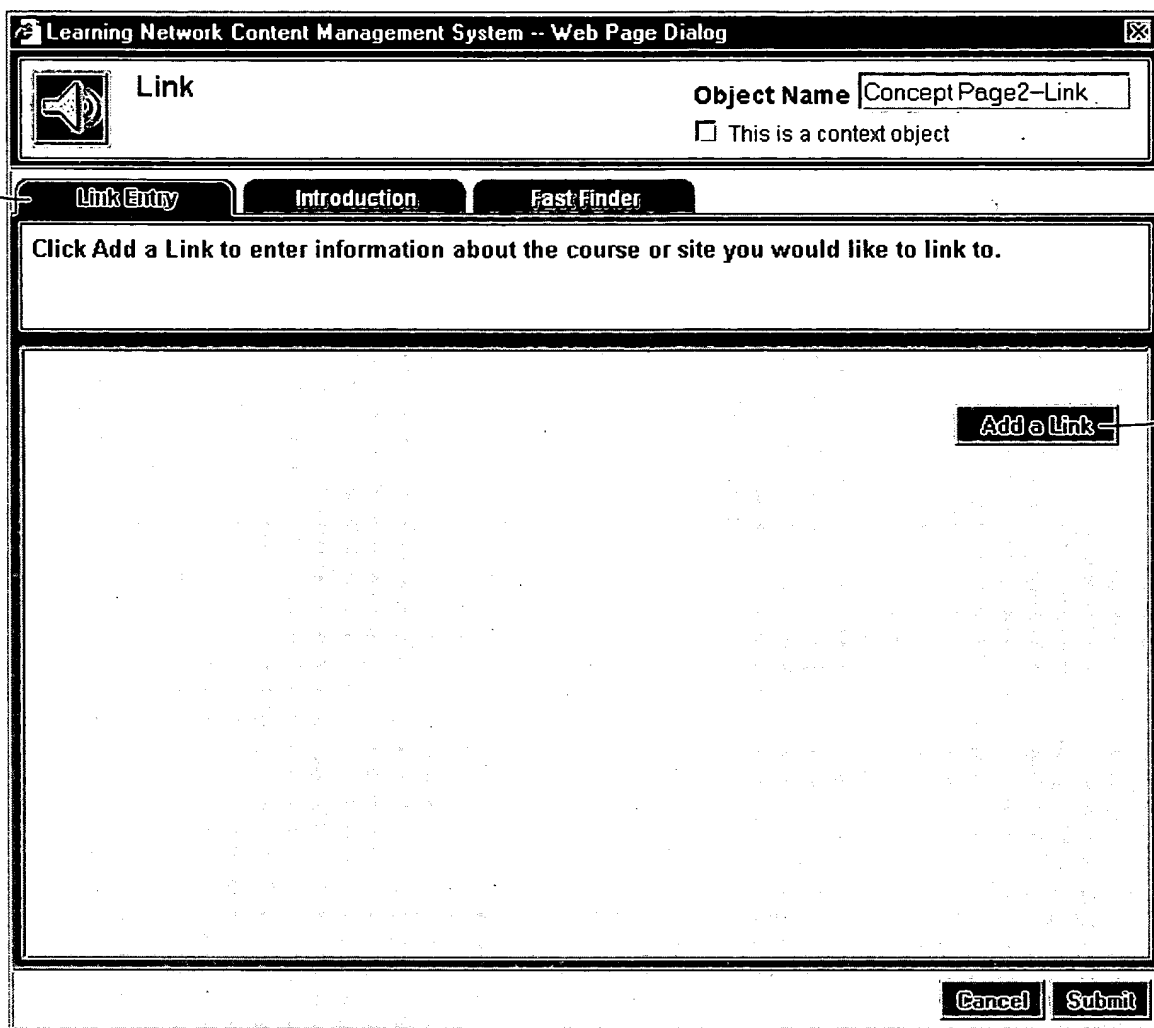 Learning Network Content Management System -- Web Page Dialog
Link
Object Name Concept Page2-Link
This is a context object
Link Entry Introduction Fast Finder
Click Add a Link to enter information about the course or site you would like to link to.
Add a Link
Cancel Submit